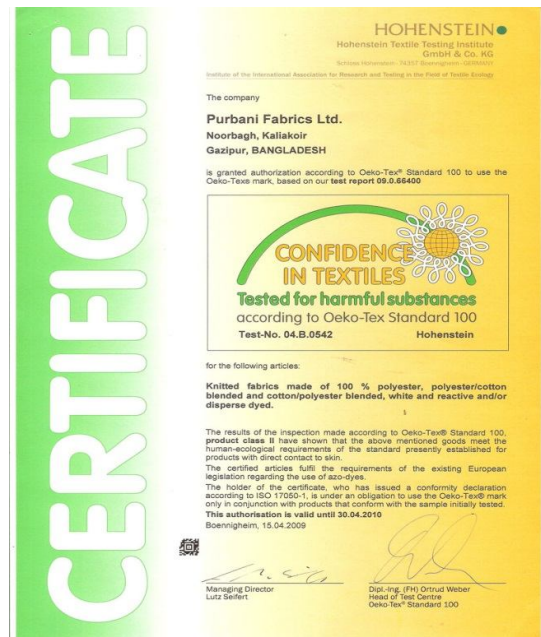 CERTIFICATE
HOHENSTEIN
Hohenstein Textile Testing Institute
GmbH & Co. KG
Schloss Hohenstein · 74357 Boennigheim · GERMANY
Institute of the International Association for Research and Testing in the Field of Textile Ecology
The company
Purbani Fabrics Ltd.
Noorbagh, Kaliakoir
Gazipur, BANGLADESH
is granted authorization according to Oeko-Tex® Standard 100 to use the
Oeko-Texs mark, based on our test report 09.0.66400
CONFIDENCE
IN TEXTILES
Tested for harmful substances
according to Oeko-Tex Standard 100
Test-No. 04.B.0542 Hohenstein
for the following articles:
Knitted fabrics made of 100 % polyester, polyester/cotton
blended and cotton/polyester blended, white and reactive and/or
disperse dyed.
The results of the inspection made according to Oeko-Tex® Standard 100,
product class II have shown that the above mentioned goods meet the
human-ecological requirements of the standard presently established for
products with direct contact to skin.
The certified articles fulfil the requirements of the existing European
legislation regarding the use of azo-dyes.
The holder of the certificate, who has issued a conformity declaration
according to ISO 17050-1, is under an obligation to use the Oeko-Tex® mark
only in conjunction with products that conform with the sample initially tested.
This authorisation is valid until 30.04.2010
Boennigheim, 15.04.2009
Managing Director
Lutz Seifert
Dipl.-Ing. (FH) Ortrud Weber
Head of Test Centre
Oeko-Tex® Standard 100